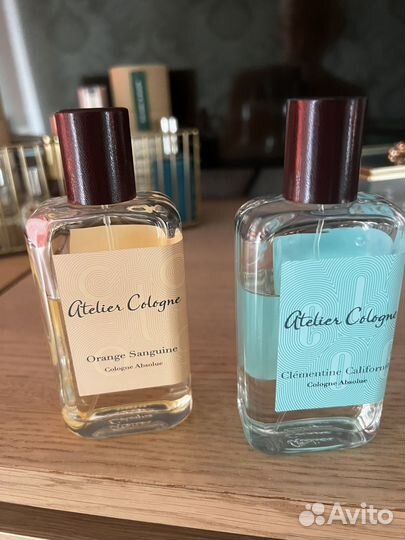 Atelier Cologne
Orange Sanguine
Cologne Absolue
Atelier Cologne
Clémentine Californ
Cologne Absolue
Avito